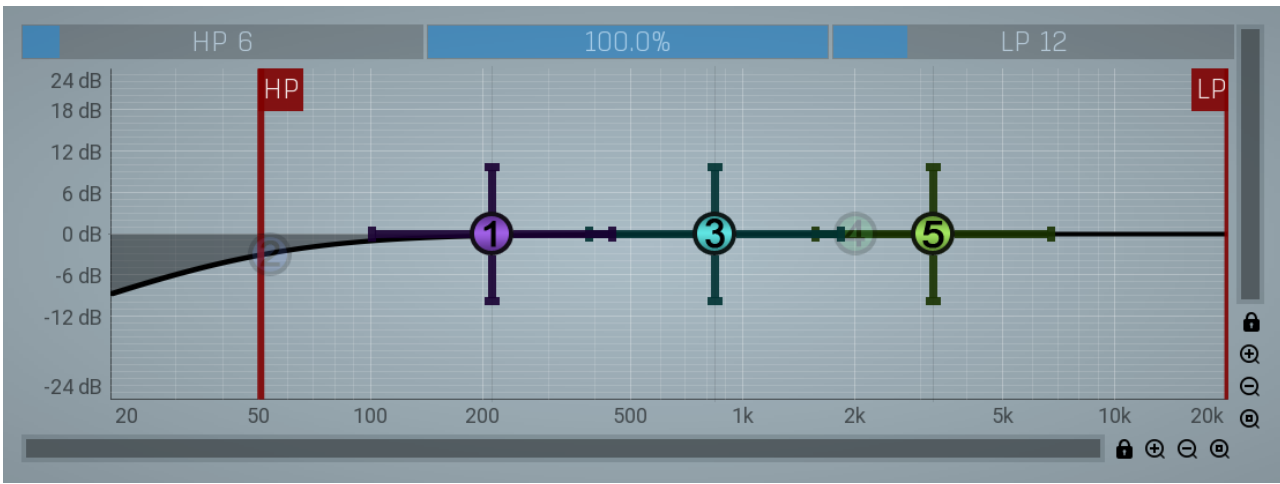 HP 6 100.0% LP 12
24 dB
HP LP
18 dB
12 dB
6 dB
0 dB 1 3 4 5
2
-6 dB
-12 dB
-24 dB
20 50 100 200 500 1k 2k 5k 10k 20k